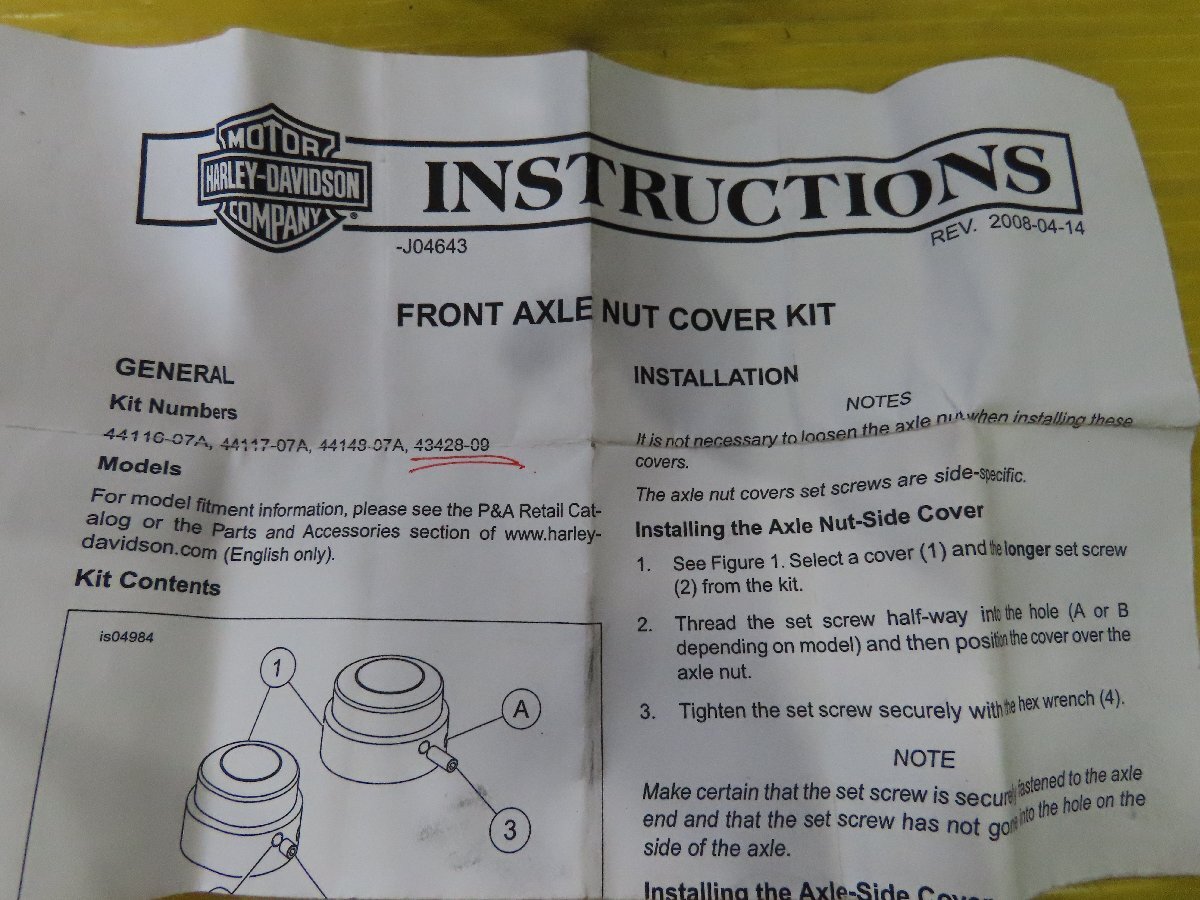 MOTOR
HARLEY-DAVIDSON
COMPANY
®
INSTRUCTIONS
-J04643
REV. 2008-04-14
FRONT AXLE NUT COVER KIT
GENERAL
Kit Numbers
44116-07A, 44117-07A, 44148-07A, 43428-09
Models
For model fitment information, please see the P&A Retail Cat-
alog or the Parts and Accessories section of www.harley-
davidson.com (English only).
Kit Contents
is04984
1
A
3
INSTALLATION
NOTES
It is not necessary to loosen the axle nut when installing these
covers.
The axle nut covers set screws are side-specific.
Installing the Axle Nut-Side Cover
1. See Figure 1. Select a cover (1) and the longer set screw
(2) from the kit.
2. Thread the set screw half-way into the hole (A or B
depending on model) and then position the cover over the
axle nut.
3. Tighten the set screw securely with the hex wrench (4).
NOTE
Make certain that the set screw is securely fastened to the axle
end and that the set screw has not gone into the hole on the
side of the axle.
Installing the Axle-Side Cover